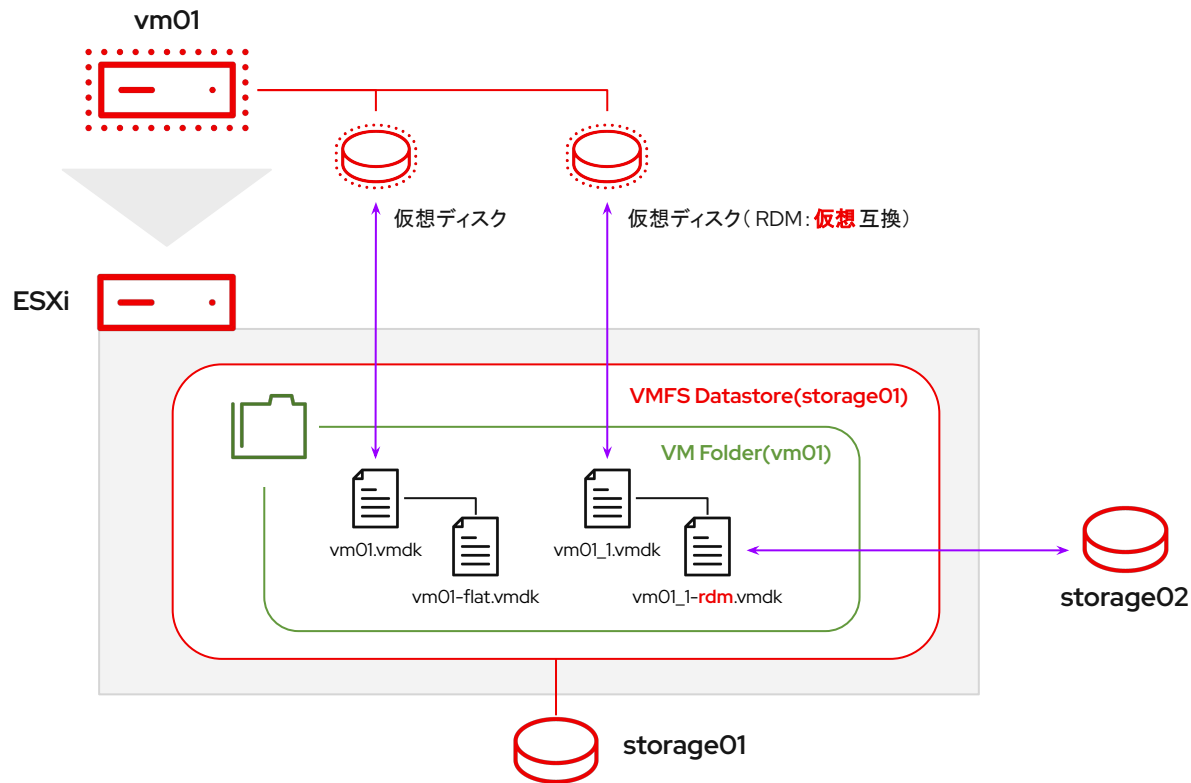 vm01
仮想ディスク
仮想ディスク( RDM : 仮想 互換)
ESXi
VMFS Datastore(storage01)
VM Folder(vm01)
vm01.vmdk
vm01-flat.vmdk
vm01_1.vmdk
vm01_1-rdm.vmdk
storage02
storage01